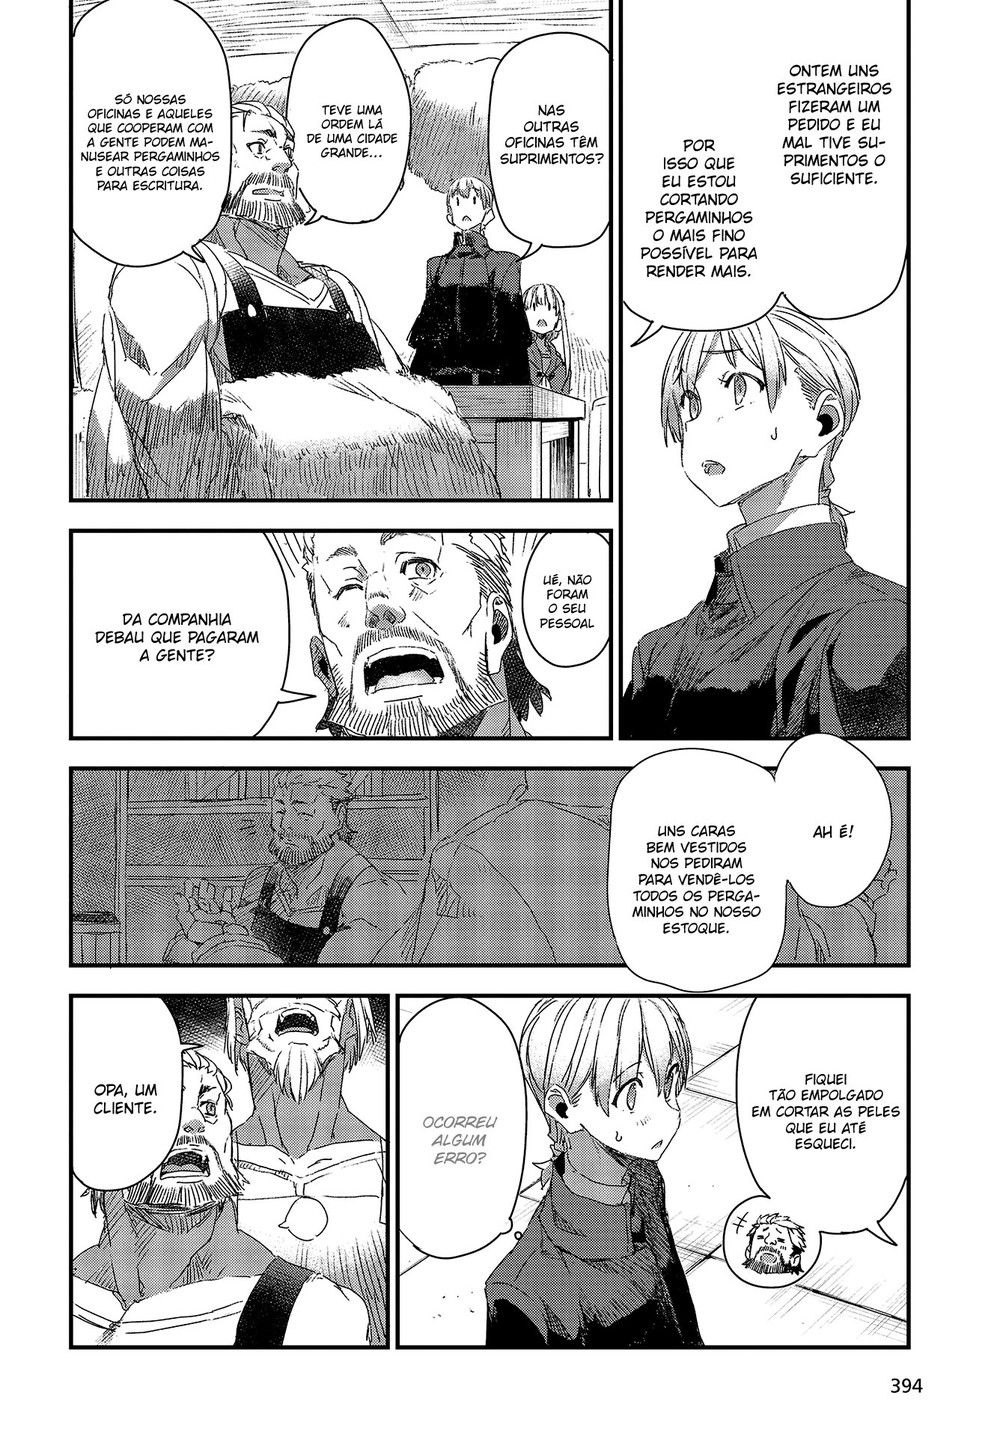 ONTEM UNS
ESTRANGEIROS
FIZERAM UM
PEDIDO E EU
MAL TIVE SU-
PRIMENTOS O
SUFICIENTE.
POR
ISSO QUE
EU ESTOU
CORTANDO
PERGAMINHOS
O MAIS FINO
POSSÍVEL PARA
RENDER MAIS.
NAS
OUTRAS
OFICINAS TÊM
SUPRIMENTOS?
TEVE UMA
ORDEM LÁ
DE UMA CIDADE
GRANDE...
SÓ NOSSAS
OFICINAS E AQUELES
QUE COOPERAM COM
A GENTE PODEM MA-
NUSEAR PERGAMINHOS
E OUTRAS COISAS
PARA ESCRITURA.
UÉ, NÃO
FORAM
O SEU
PESSOAL
DA COMPANHIA
DEBAU QUE PAGARAM
A GENTE?
AH É!
UNS CARAS
BEM VESTIDOS
NOS PEDIRAM
PARA VENDÊ-LOS
TODOS OS PERGA-
MINHOS NO NOSSO
ESTOQUE.
FIQUEI
TÃO EMPOLGADO
EM CORTAR AS PELES
QUE EU ATÉ
ESQUECI.
OCORREU
ALGUM
ERRO?
OPA, UM
CLIENTE.
394